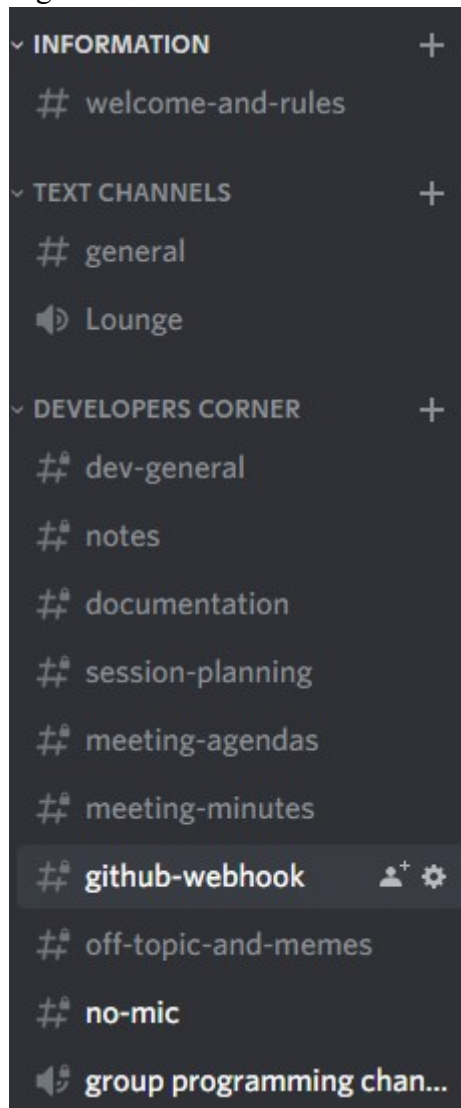 INFORMATION
# welcome-and-rules
TEXT CHANNELS
# general
Lounge
DEVELOPERS CORNER
# dev-general
# notes
# documentation
# session-planning
# meeting-agendas
# meeting-minutes
# github-webhook
# off-topic-and-memes
# no-mic
group programming chan...